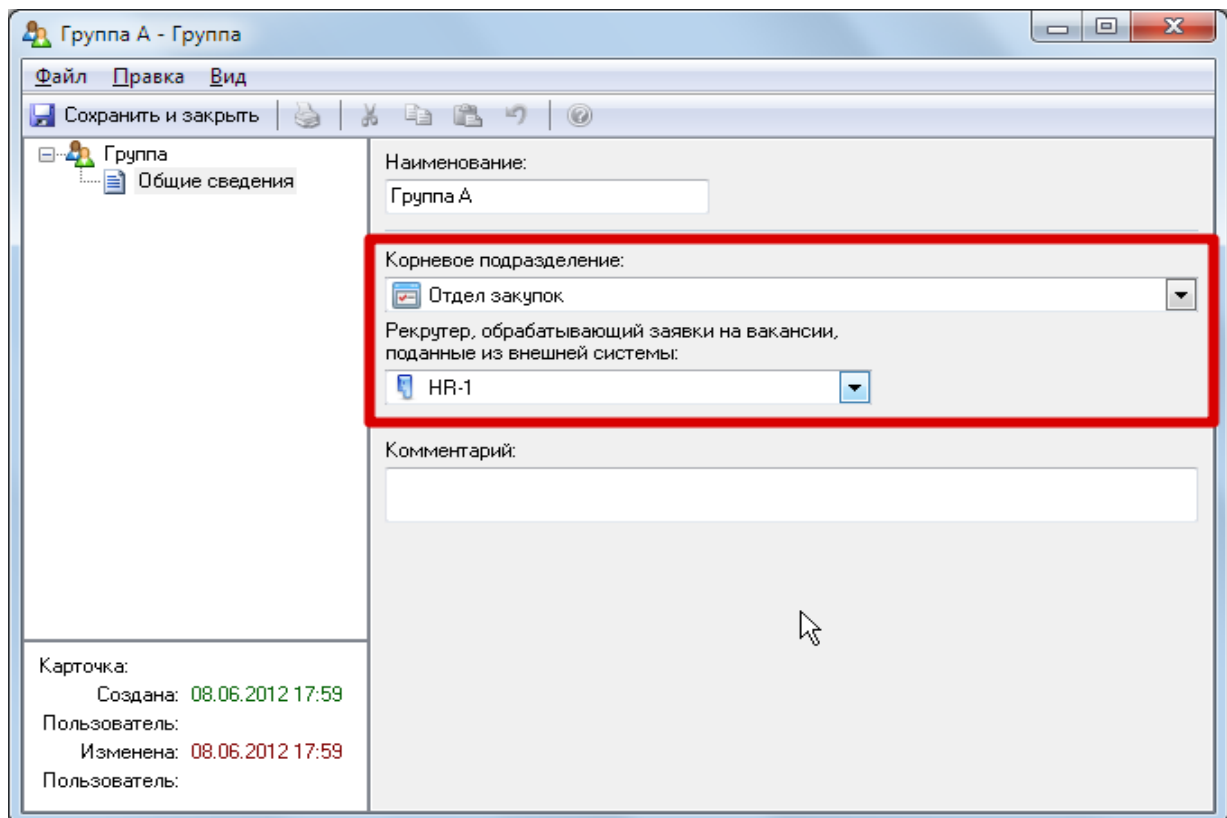 Группа А - Группа
Файл Правка Вид
Сохранить и закрыть
Группа
Общие сведения
Наименование:
Группа А
Корневое подразделение:
Отдел закупок
Рекрутер, обрабатывающий заявки на вакансии,
поданные из внешней системы:
HR-1
Комментарий:
Карточка:
Создана: 08.06.2012 17:59
Пользователь:
Изменена: 08.06.2012 17:59
Пользователь: